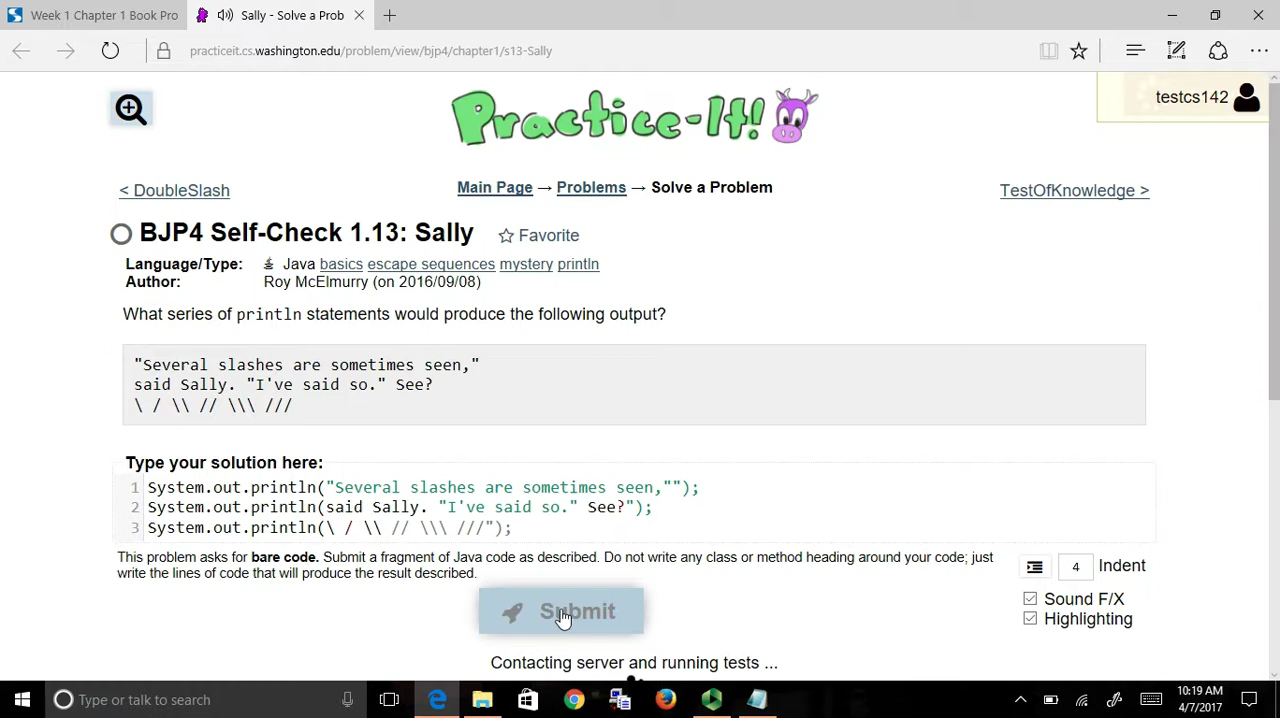 Week 1 Chapter 1 Book Pro
Sally - Solve a Prob
practiceit.cs.washington.edu/problem/view/bjp4/chapter1/s13-Sally
Practice-It!
testcs142
< DoubleSlash
Main Page → Problems → Solve a Problem
TestOfKnowledge >
BJP4 Self-Check 1.13: Sally
Favorite
Language/Type: Java basics escape sequences mystery println
Author: Roy McElmurry (on 2016/09/08)
What series of println statements would produce the following output?
"Several slashes are sometimes seen,"
said Sally. "I've said so." See?
\ / \\ // \\\ ///
Type your solution here:
1 System.out.println("Several slashes are sometimes seen,"");
2 System.out.println(said Sally. "I've said so." See?");
3 System.out.println(\ / \\ // \\\ ///");
This problem asks for bare code. Submit a fragment of Java code as described. Do not write any class or method heading around your code; just
write the lines of code that will produce the result described.
4 Indent
Sound F/X
Highlighting
Submit
Contacting server and running tests ...
Type or talk to search
10:19 AM
4/7/2017